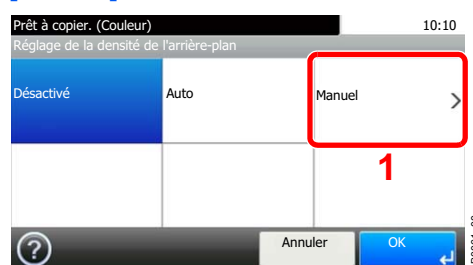 Prêt à copier. (Couleur) 10:10
Réglage de la densité de l'arrière-plan
Désactivé Auto Manuel
1
? Annuler OK